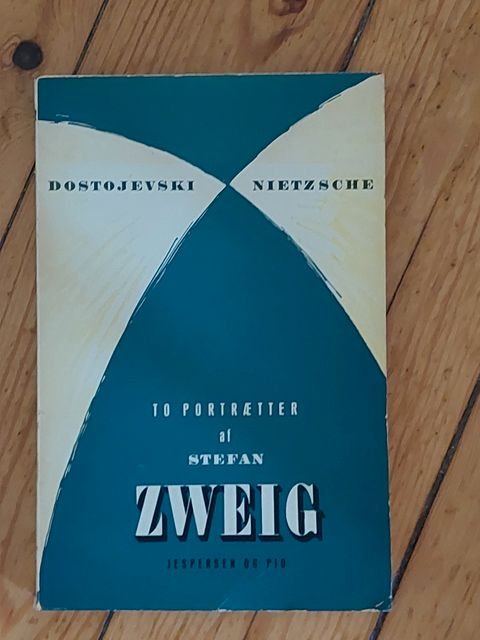 DOSTOJEVSKI NIETZSCHE
TO PORTRÆTTER
af
STEFAN
ZWEIG
JESPERSEN OG PIO